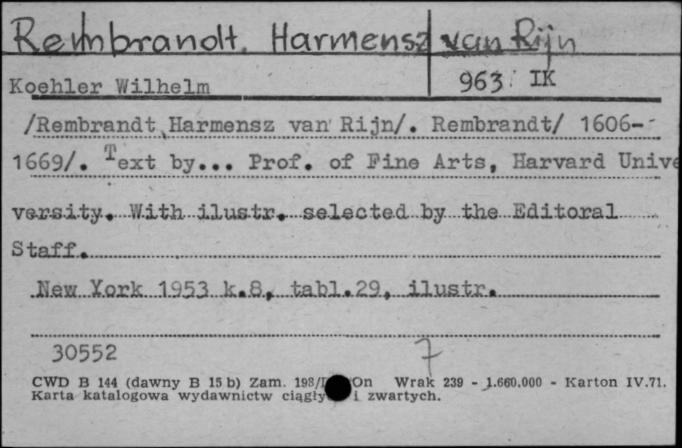 Rembrandt, Harmensz van Rijn
Koehler Wilhelm
963. IK
/Rembrandt, Harmensz van Rijn/. Rembrandt/ 1606-
1669/. Text by... Prof. of Fine Arts, Harvard Unive
versity. With ilustr. selected by the Editoral
Staff.
New York 1953 k.8, tabl.29, ilustr.
30552
7
CWD B 144 (dawny B 15 b) Zam. 198/ On Wrak 239 - 1.660.000 - Karton IV.71.
Karta katalogowa wydawnictw ciągły i zwartych.